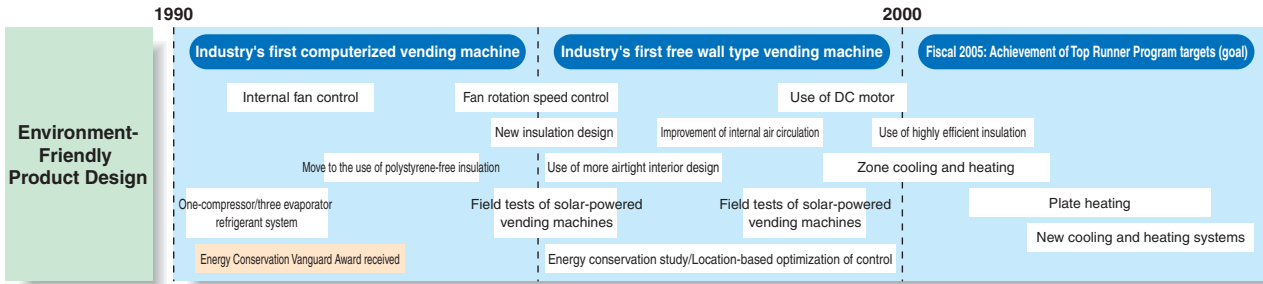 1990
2000
Environment-
Friendly
Product Design
Industry's first computerized vending machine
Industry's first free wall type vending machine
Fiscal 2005: Achievement of Top Runner Program targets (goal)
Internal fan control
Fan rotation speed control
Use of DC motor
New insulation design
Improvement of internal air circulation
Use of highly efficient insulation
Move to the use of polystyrene-free insulation
Use of more airtight interior design
Zone cooling and heating
One-compressor/three evaporator
refrigerant system
Field tests of solar-powered
vending machines
Field tests of solar-powered
vending machines
Plate heating
New cooling and heating systems
Energy Conservation Vanguard Award received
Energy conservation study/Location-based optimization of control